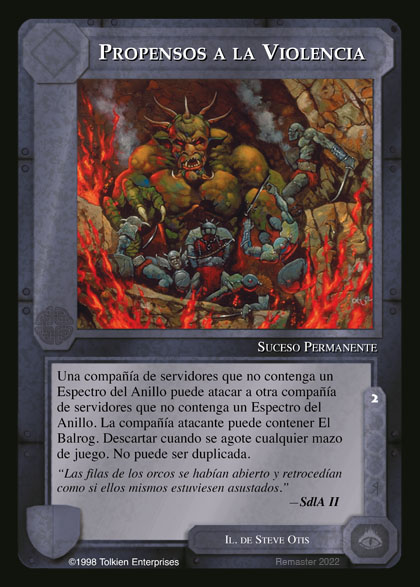 PROPENSOS A LA VIOLENCIA
SUCESO PERMANENTE
Una compañía de servidores que no contenga un
Espectro del Anillo puede atacar a otra compañía
de servidores que no contenga un Espectro del
Anillo. La compañía atacante puede contener El
Balrog. Descartar cuando se agote cualquier mazo
de juego. No puede ser duplicada.
“Las filas de los orcos se habían abierto y retrocedían
como si ellos mismos estuviesen asustados.”
—SdlA II
2
IL. DE STEVE OTIS
©1998 Tolkien Enterprises
Remaster 2022